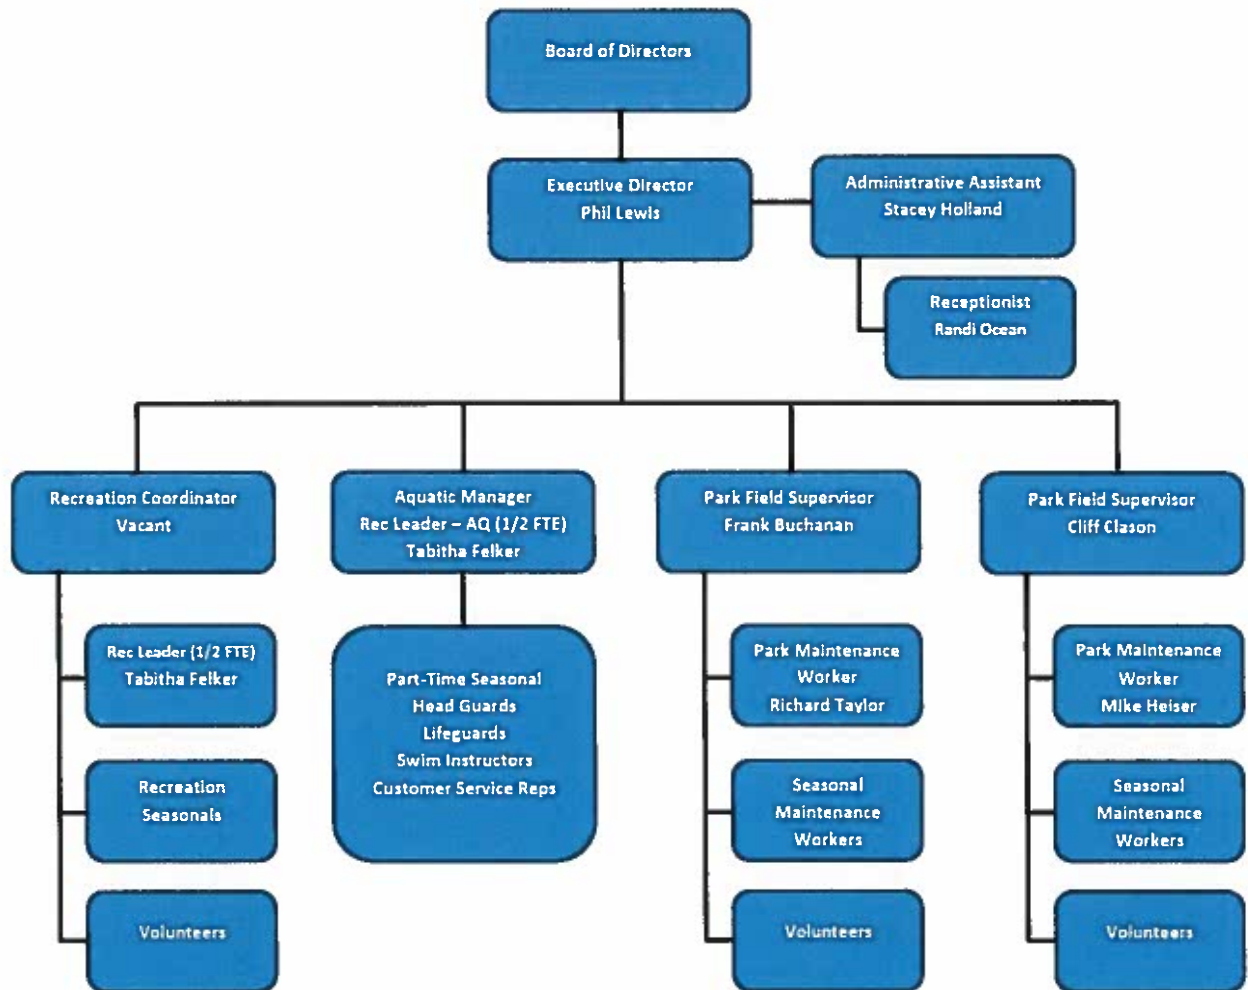 Board of Directors
Executive Director
Phil Lewis
Administrative Assistant
Stacey Holland
Receptionist
Randi Ocean
Recreation Coordinator
Vacant
Aquatic Manager
Rec Leader – AQ (1/2 FTE)
Tabitha Felker
Park Field Supervisor
Frank Buchanan
Park Field Supervisor
Cliff Clason
Rec Leader (1/2 FTE)
Tabitha Felker
Recreation
Seasonals
Volunteers
Part-Time Seasonal
Head Guards
Lifeguards
Swim Instructors
Customer Service Reps
Park Maintenance
Worker
Richard Taylor
Seasonal
Maintenance
Workers
Volunteers
Park Maintenance
Worker
Mike Heiser
Seasonal
Maintenance
Workers
Volunteers